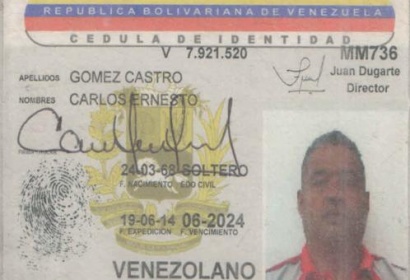 REPUBLICA BOLIVARIANA DE VENEZUELA
CEDULA DE IDENTIDAD
V 7.921.520 MM736
APELLIDOS GOMEZ CASTRO Juan Dugarte
Director
NOMBRES CARLOS ERNESTO
24-03-68 SOLTERO
F. NACIMIENTO EDO CIVIL
19-06-14 06-2024
F. EXPEDICION F. VENCIMIENTO
VENEZOLANO